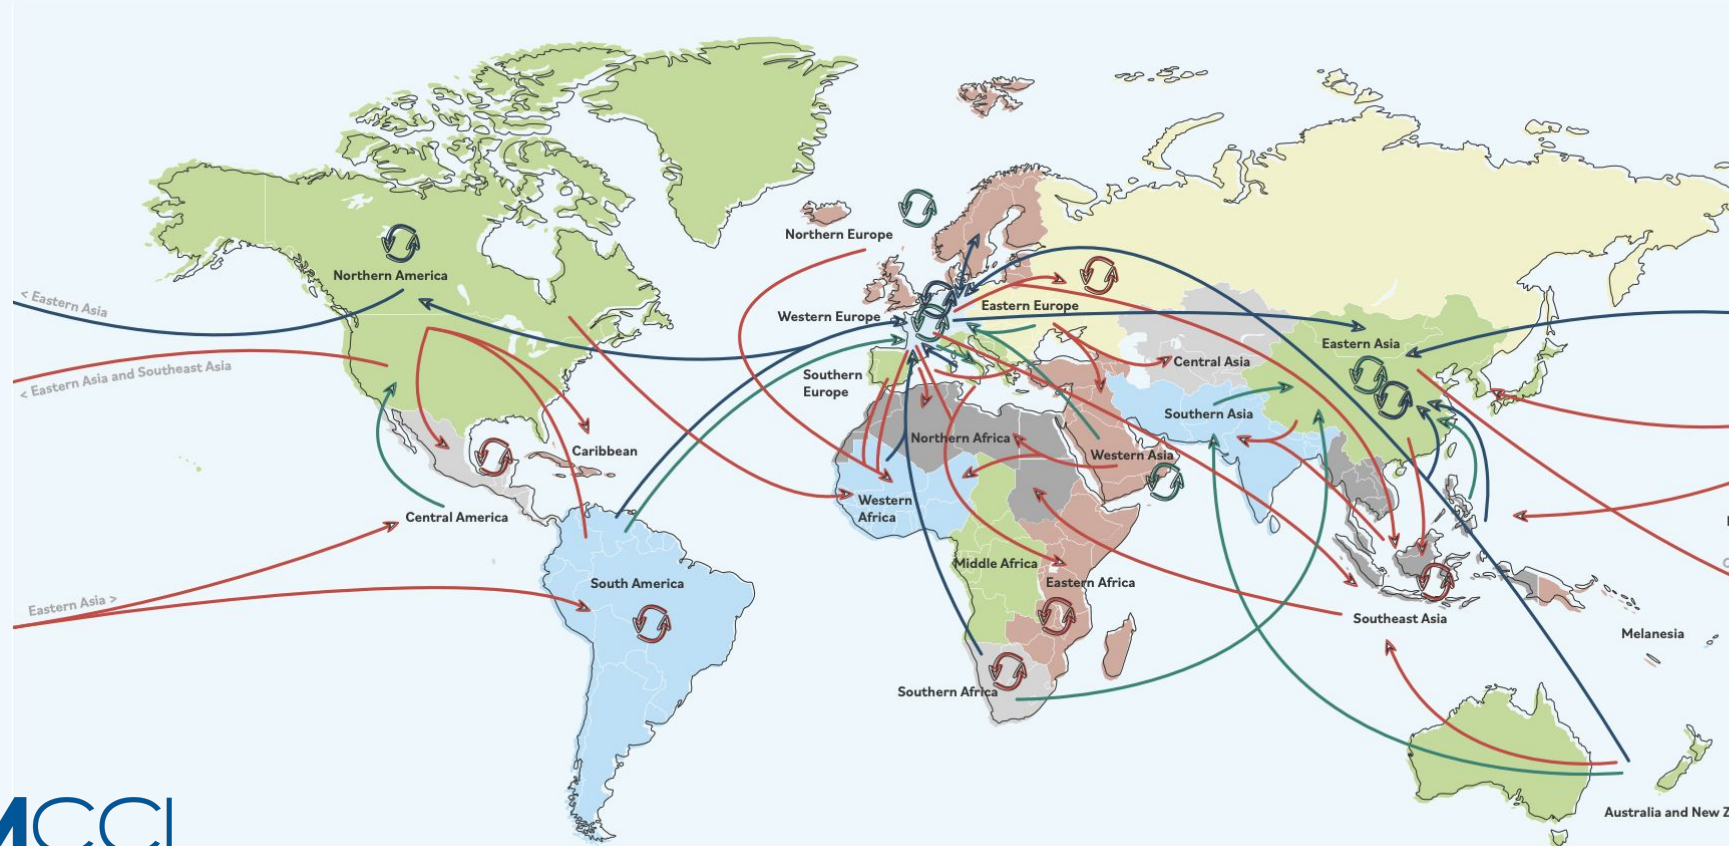 Northern Europe
Northern America
< Eastern Asia
Western Europe
Eastern Europe
Eastern Asia
Central Asia
< Eastern Asia and Southeast Asia
Southern
Europe
Southern Asia
Northern Africa
Caribbean
Western Asia
Western
Africa
Central America
Middle Africa
South America
Eastern Africa
Eastern Asia >
Southeast Asia
Melanesia
Southern Africa
Australia and New Z
MCCI